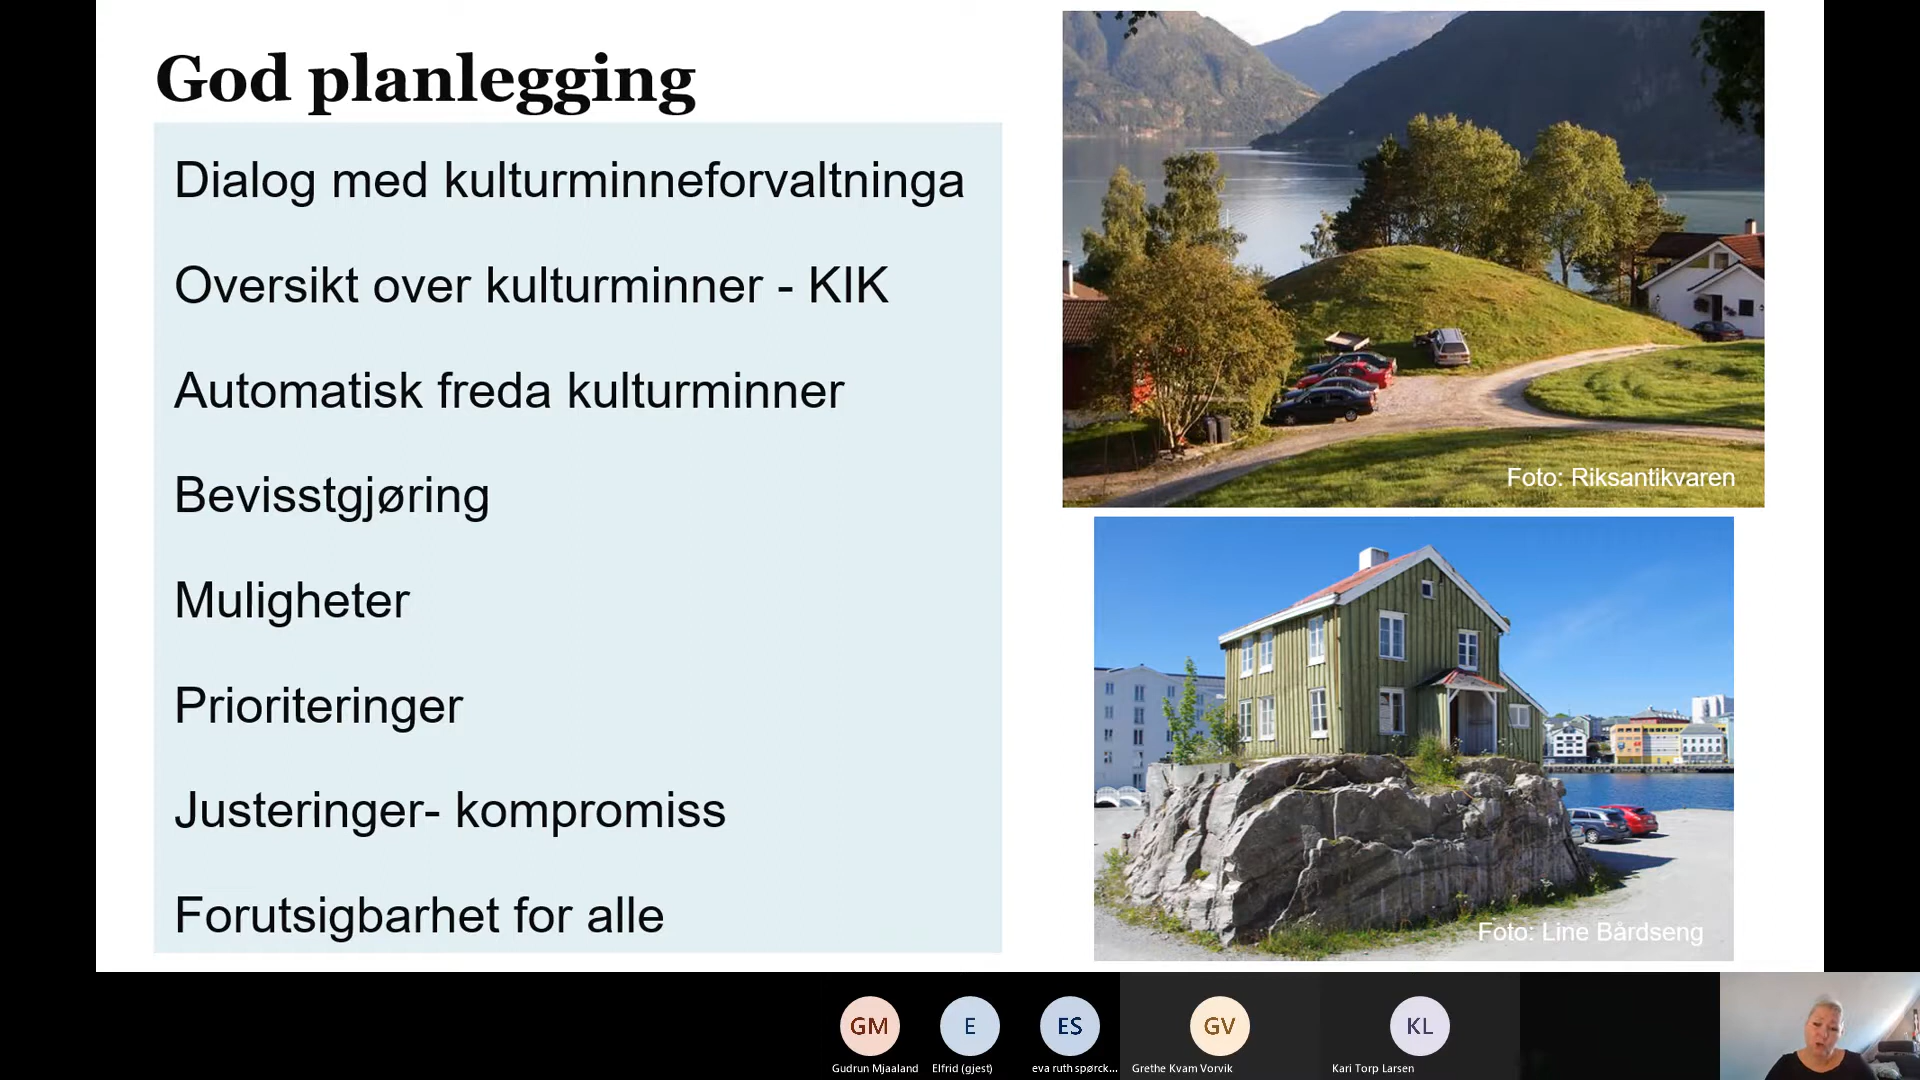 God planlegging
Dialog med kulturminneforvaltninga
Oversikt over kulturminner - KIK
Automatisk freda kulturminner
Bevisstgjøring
Muligheter
Prioriteringer
Justeringer- kompromiss
Forutsigbarhet for alle
Foto: Riksantikvaren
Foto: Line Bårdseng
GM
E
ES
GV
KL
Gudrun Mjaaland
Elfrid (gjest)
eva ruth spørck...
Grethe Kvam Vorvik
Kari Torp Larsen